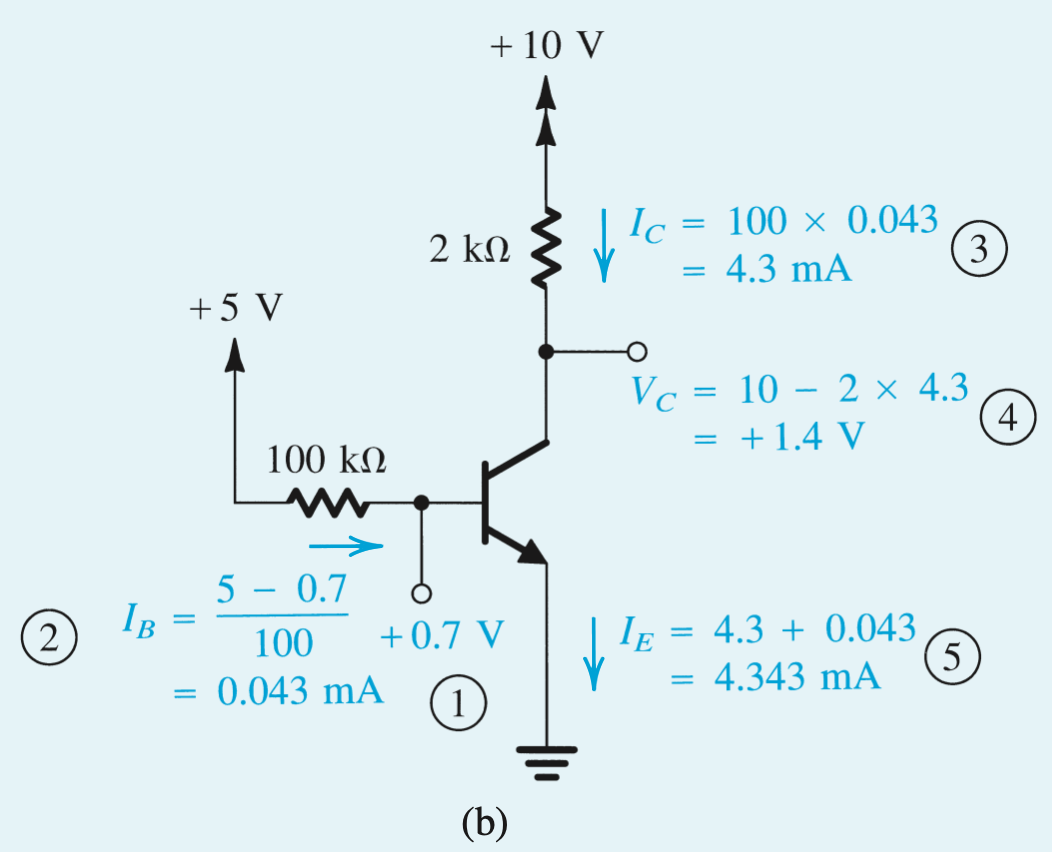 +10 V
2 kΩ
I_C = 100 × 0.043
= 4.3 mA
③
+5 V
V_C = 10 − 2 × 4.3
= +1.4 V
④
100 kΩ
② I_B = (5 − 0.7) / 100
= 0.043 mA
+0.7 V
①
I_E = 4.3 + 0.043
= 4.343 mA
⑤
(b)